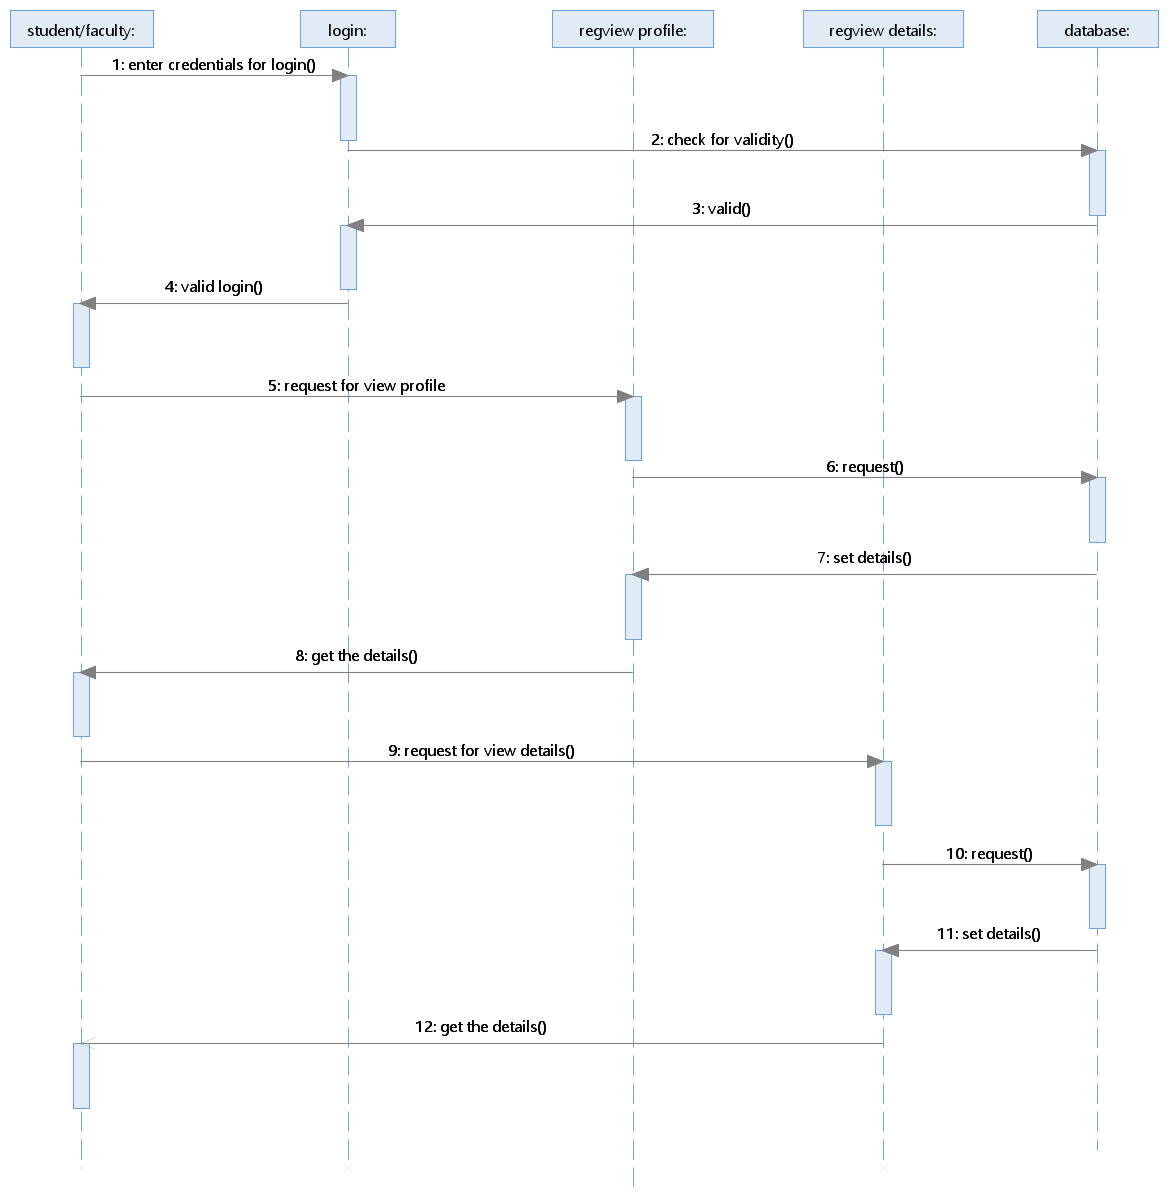 student/faculty:
login:
regview profile:
regview details:
database:
1: enter credentials for login()
2: check for validity()
3: valid()
4: valid login()
5: request for view profile
6: request()
7: set details()
8: get the details()
9: request for view details()
10: request()
11: set details()
12: get the details()